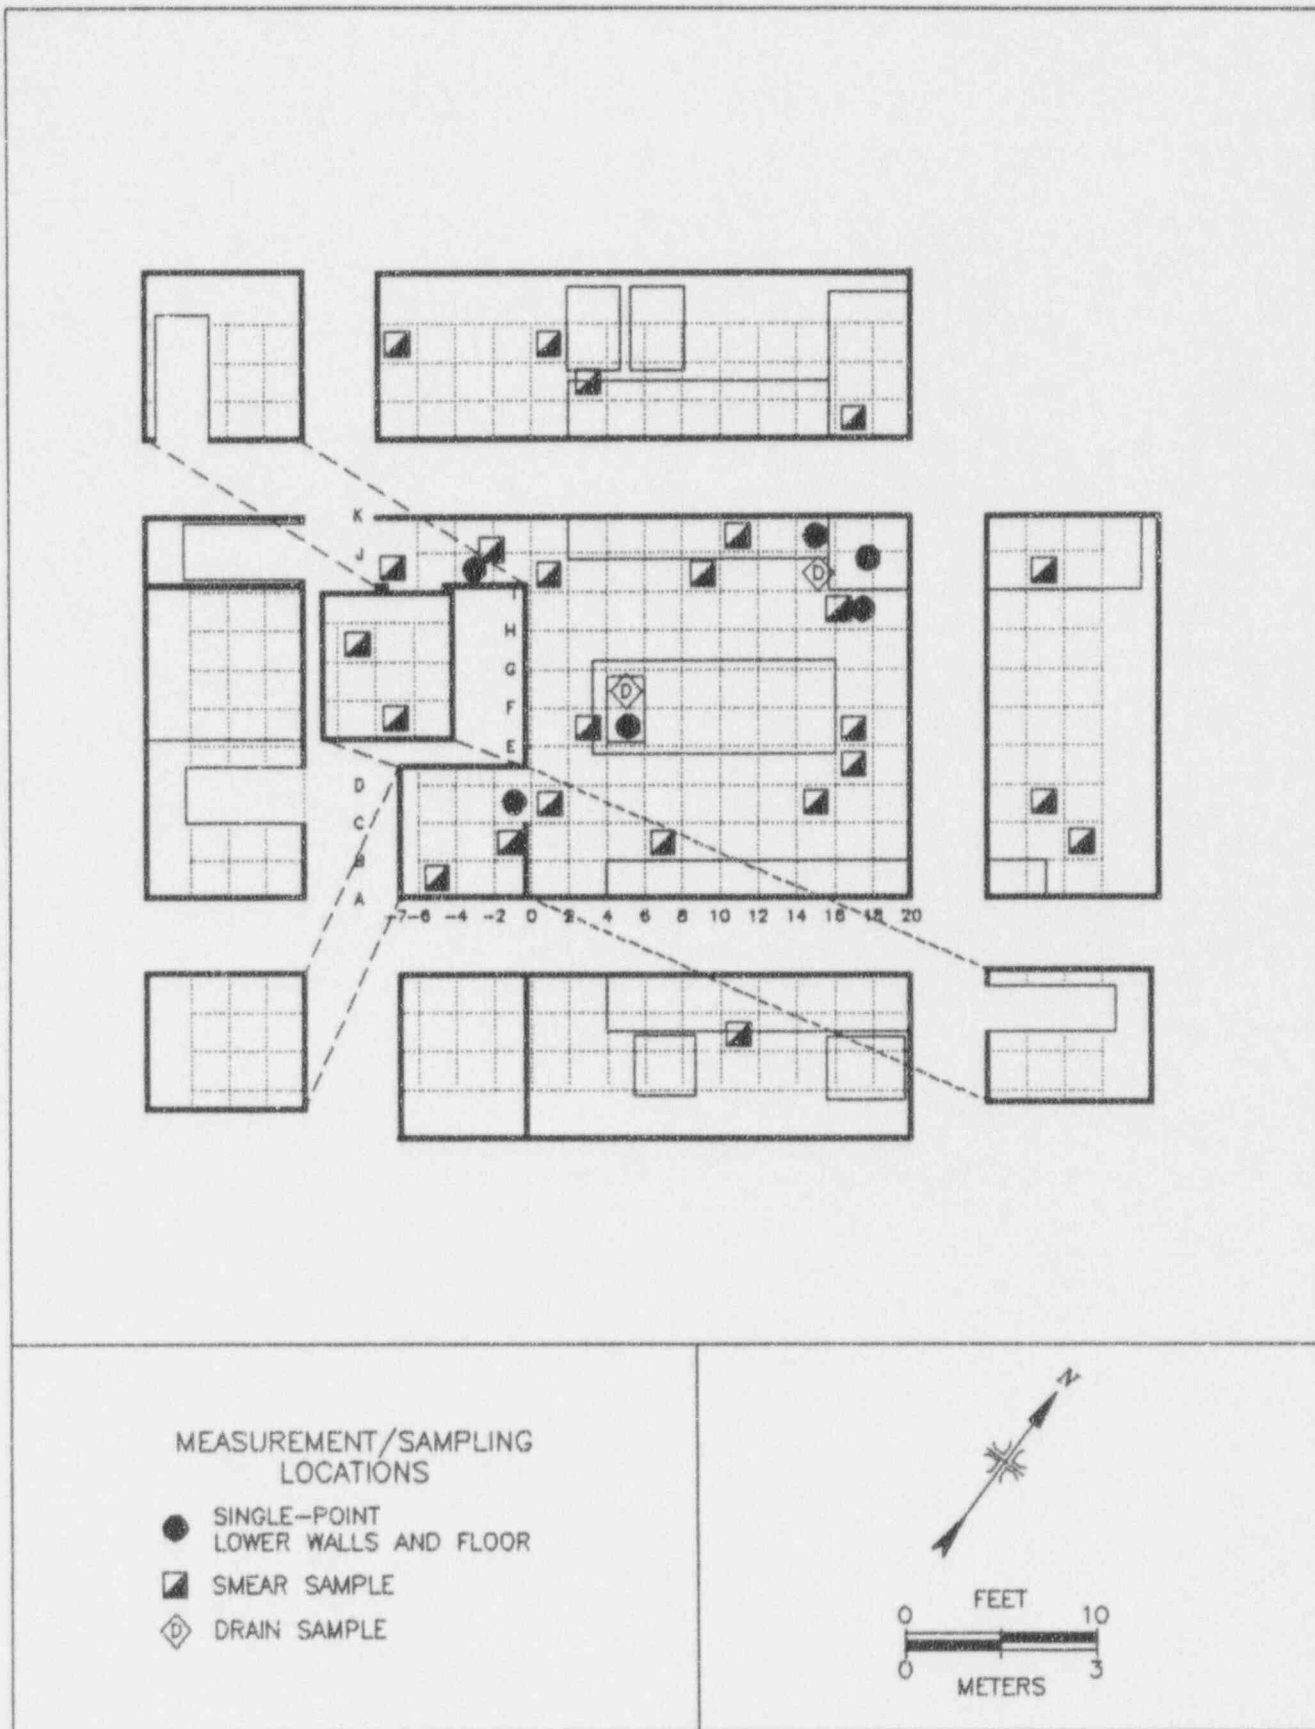 K
J
I
H
G
F
E
D
C
B
A
-7 -6 -4 -2 0 2 4 6 8 10 12 14 16 18 20
D
D
MEASUREMENT/SAMPLING
LOCATIONS
SINGLE-POINT
LOWER WALLS AND FLOOR
SMEAR SAMPLE
D DRAIN SAMPLE
N
FEET
0 10
0 3
METERS